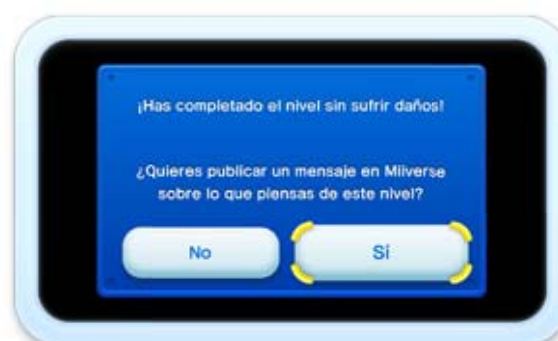 ¡Has completado el nivel sin sufrir daños!
¿Quieres publicar un mensaje en Miiverse
sobre lo que piensas de este nivel?
No
Sí